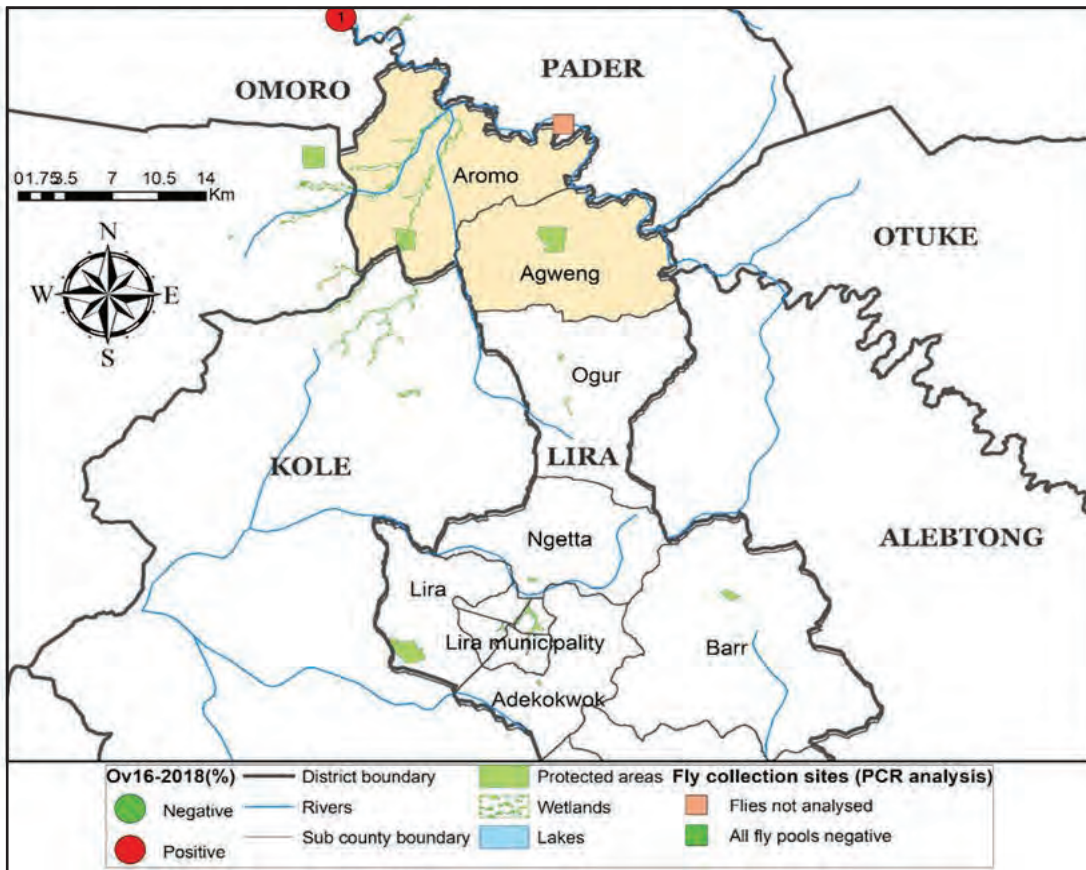 1
PADER
OMORO
01.753.5 7 10.5 14
Km
Aromo
N
W E
S
OTUKE
Agweng
Ogur
KOLE
LIRA
Ngetta
ALEBTONG
Lira
Lira municipality
Barr
Adekokwok
Ov16-2018(%)
Negative
Positive
District boundary
Rivers
Sub county boundary
Protected areas
Wetlands
Lakes
Fly collection sites (PCR analysis)
Flies not analysed
All fly pools negative